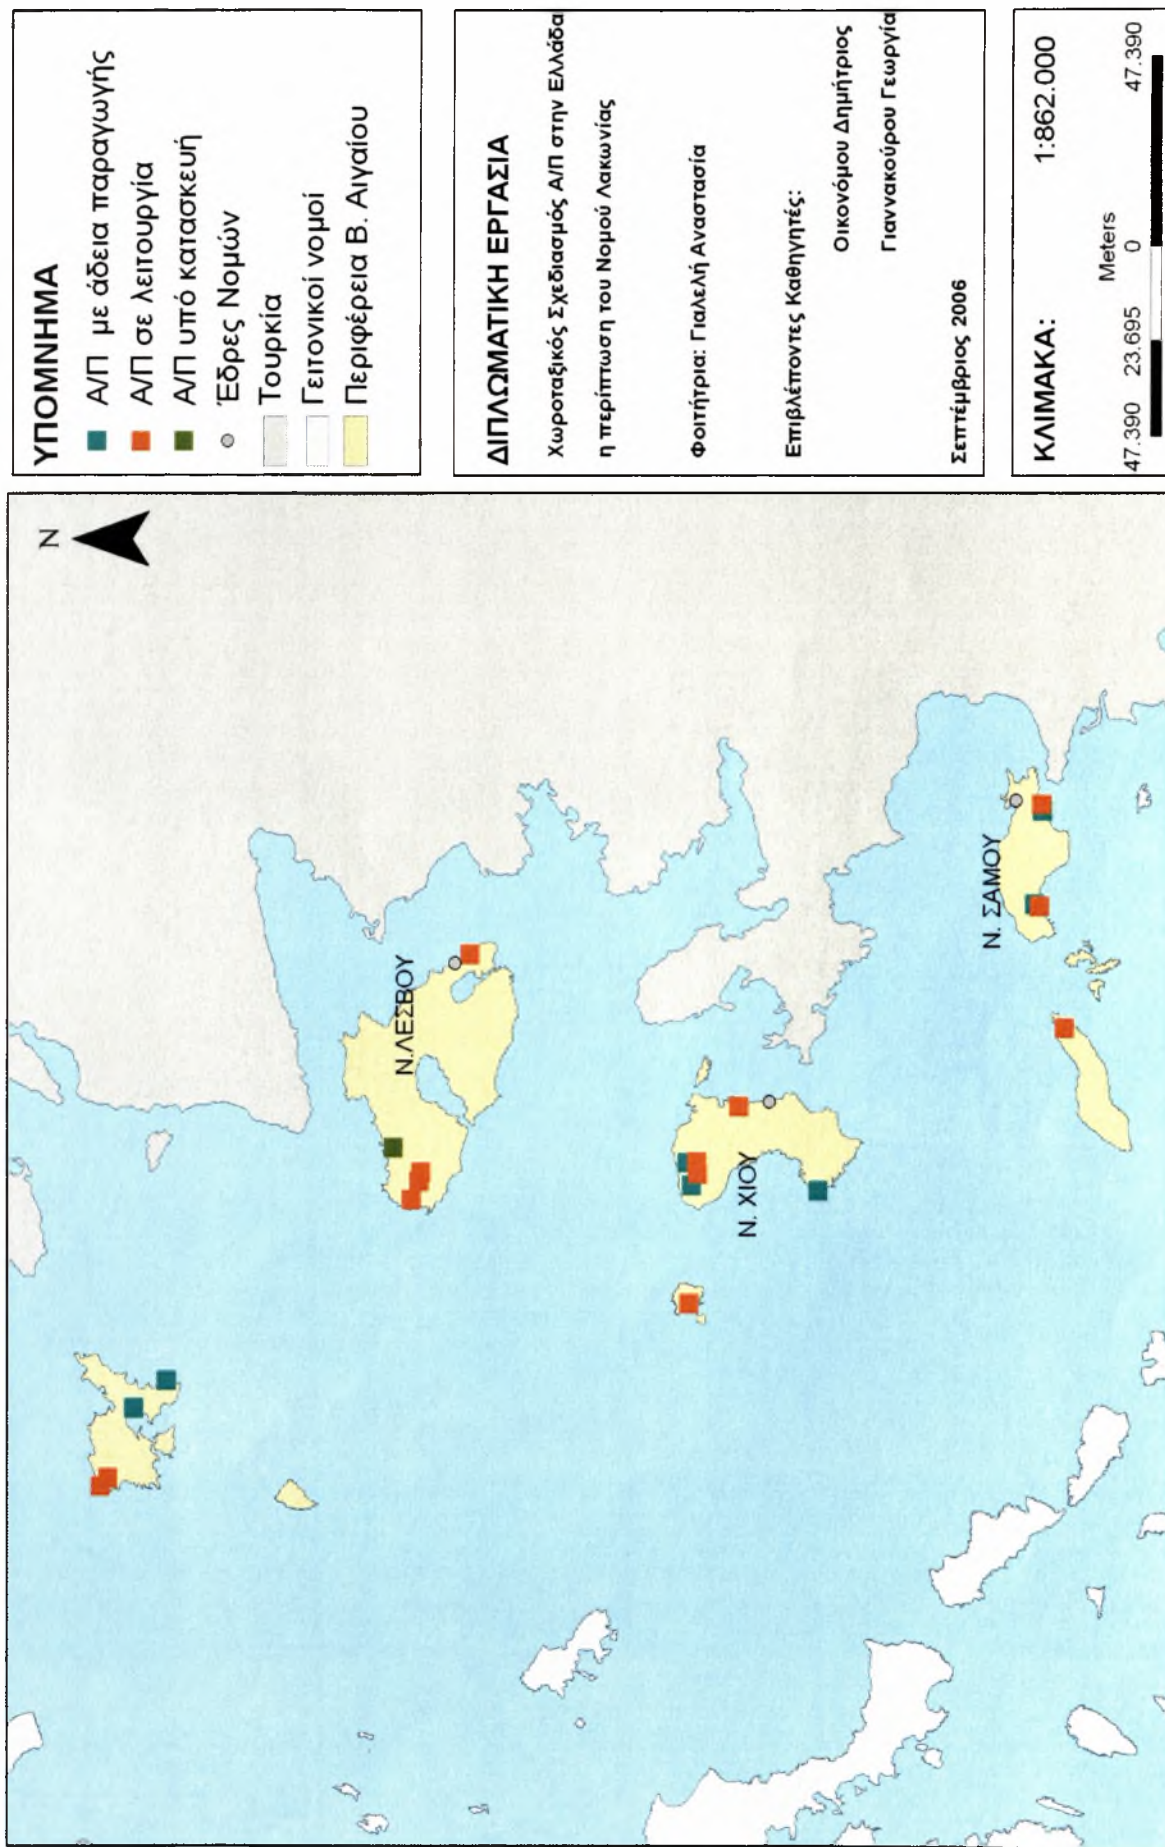 N
Ν.ΛΕΣΒΟΥ
Ν. ΧΙΟΥ
Ν. ΣΑΜΟΥ
ΥΠΟΜΝΗΜΑ
Α/Π με άδεια παραγωγής
Α/Π σε λειτουργία
Α/Π υπό κατασκευή
Έδρες Νομών
Τουρκία
Γειτονικοί νομοί
Περιφέρεια Β. Αιγαίου
ΔΙΠΛΩΜΑΤΙΚΗ ΕΡΓΑΣΙΑ
Χωροταξικός Σχεδιασμός Α/Π στην Ελλάδα
η περίπτωση του Νομού Λακωνίας
Φοιτήτρια: Γιαλελή Αναστασία
Επιβλέποντες Καθηγητές:
Οικονόμου Δημήτριος
Γιαννακούρου Γεωργία
Σεπτέμβριος 2006
ΚΛΙΜΑΚΑ: 1:862.000
Meters
47.390 23.695 0 47.390